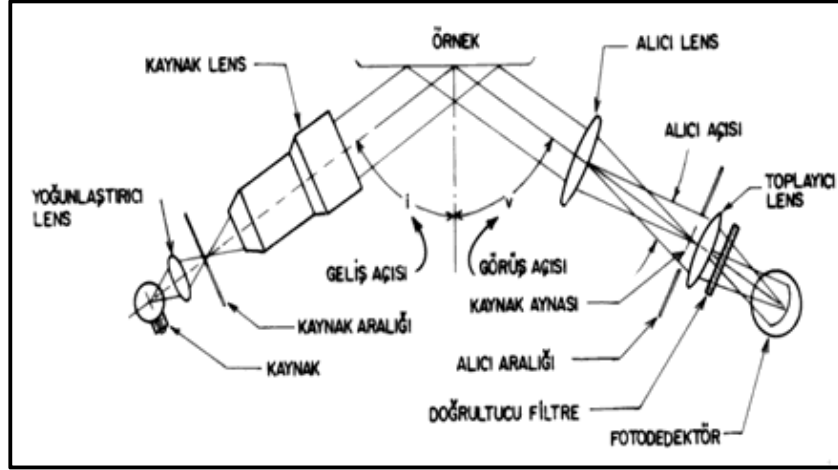 ÖRNEK
ALICI LENS
KAYNAK LENS
ALICI AÇISI
TOPLAYICI
LENS
YOĞUNLAŞTIRICI
LENS
i
v
GELİŞ AÇISI
GÖRÜŞ AÇISI
KAYNAK AYNASI
KAYNAK ARALIĞI
KAYNAK
ALICI ARALIĞI
DOĞRULTUCU FİLTRE
FOTODEDEKTÖR